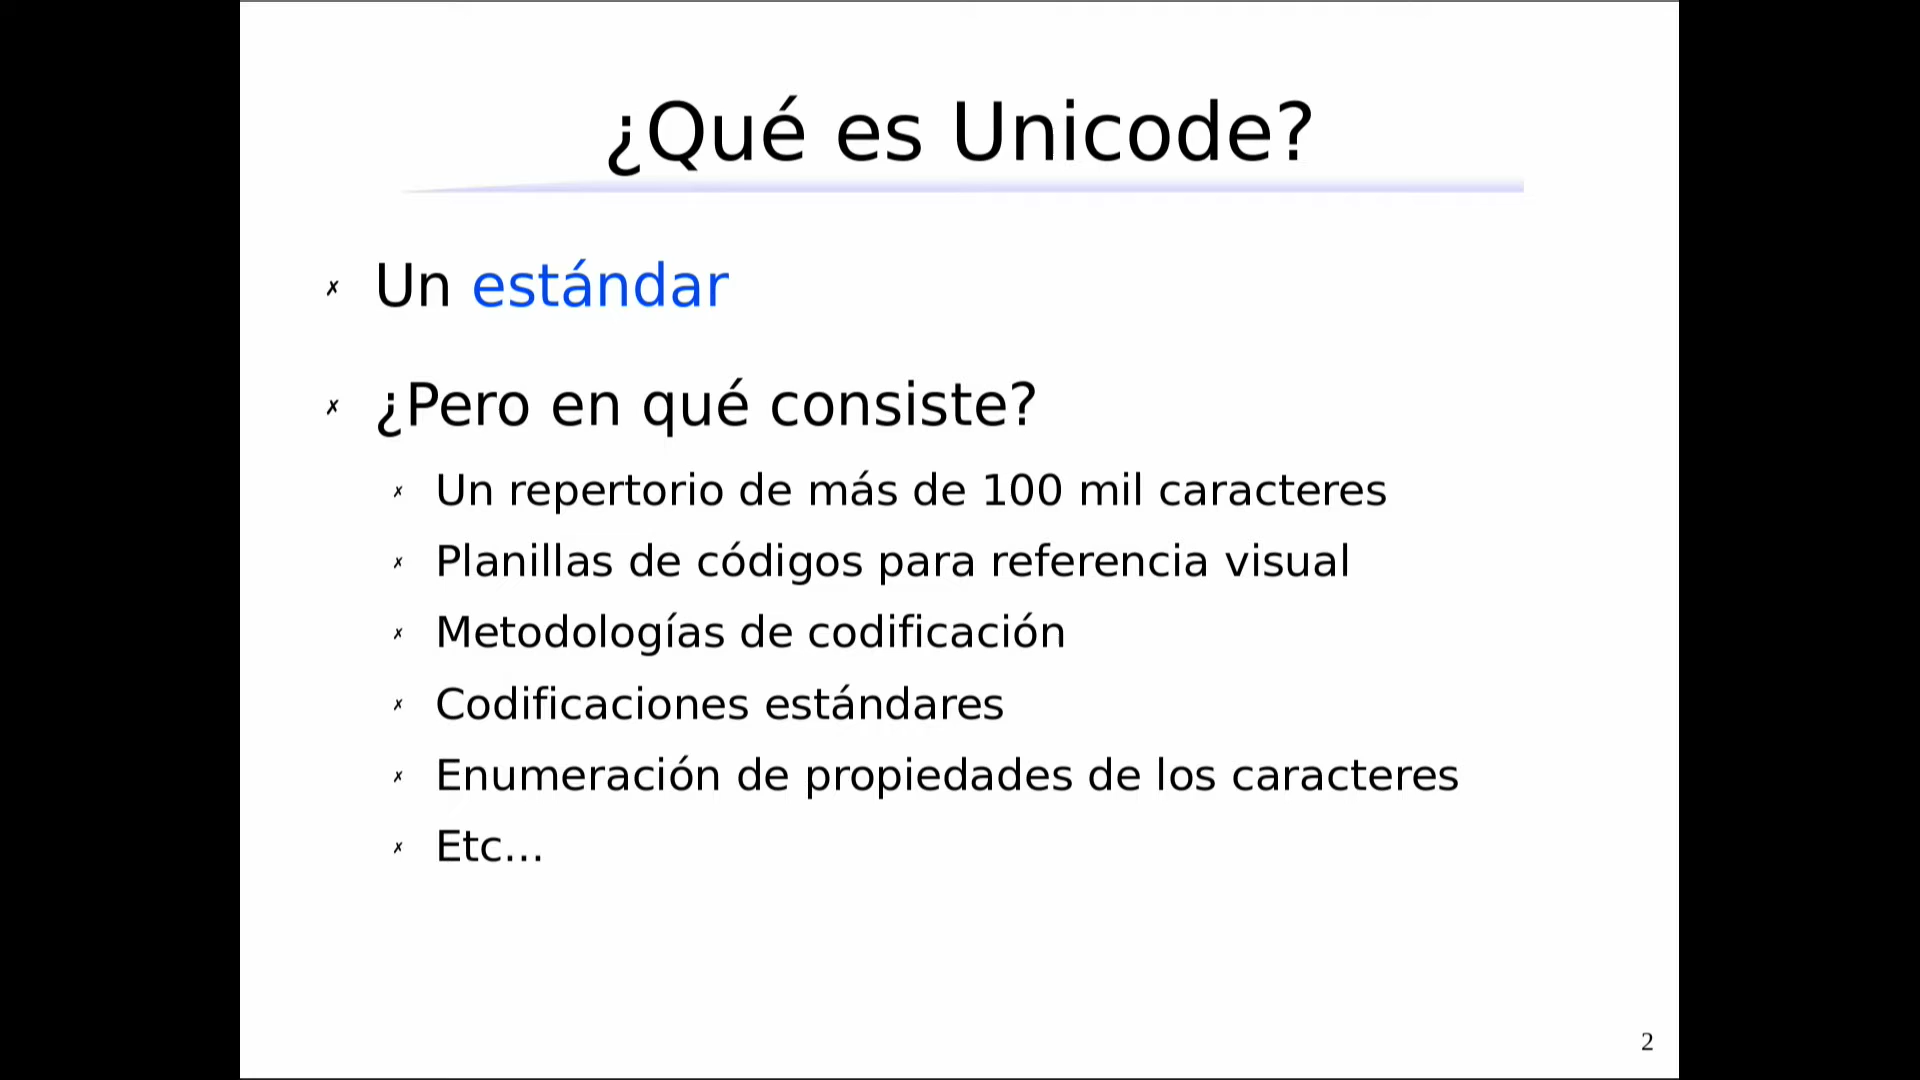 ¿Qué es Unicode?
✗ Un estándar
✗ ¿Pero en qué consiste?
✗ Un repertorio de más de 100 mil caracteres
✗ Planillas de códigos para referencia visual
✗ Metodologías de codificación
✗ Codificaciones estándares
✗ Enumeración de propiedades de los caracteres
✗ Etc...
2